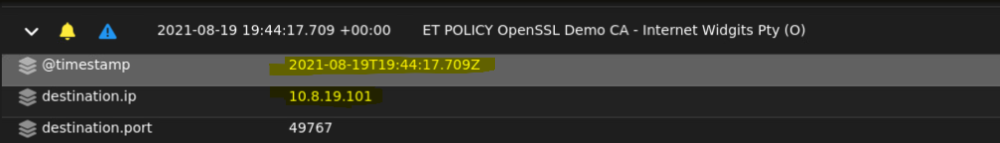 2021-08-19 19:44:17.709 +00:00 ET POLICY OpenSSL Demo CA - Internet Widgits Pty (O)
@timestamp 2021-08-19T19:44:17.709Z
destination.ip 10.8.19.101
destination.port 49767